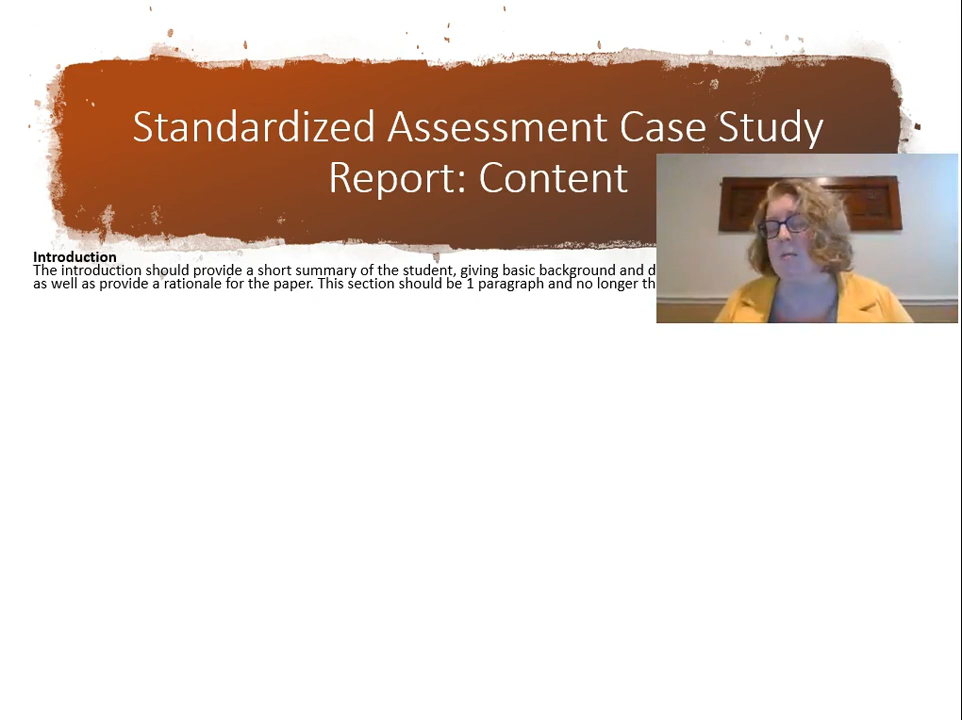 Standardized Assessment Case Study
Report: Content
Introduction
The introduction should provide a short summary of the student, giving basic background and
as well as provide a rationale for the paper. This section should be 1 paragraph and no longer